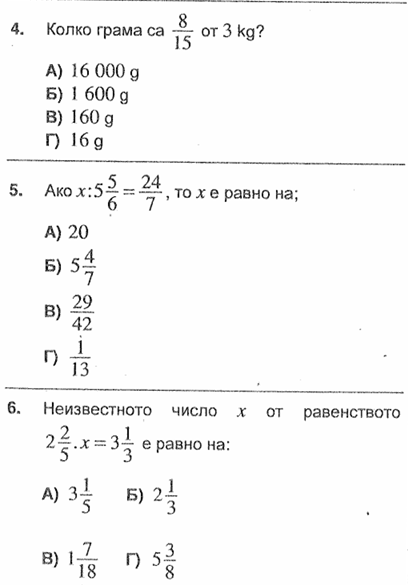 4. Колко грама са 8/15 от 3 kg?
А) 16 000 g
Б) 1 600 g
В) 160 g
Г) 16 g
5. Ако x:5 5/6 = 24/7, то x е равно на;
А) 20
Б) 5 4/7
В) 29/42
Г) 1/13
6. Неизвестното число x от равенството
2 2/5 . x = 3 1/3 е равно на:
А) 3 1/5 Б) 2 1/3
В) 1 7/18 Г) 5 3/8